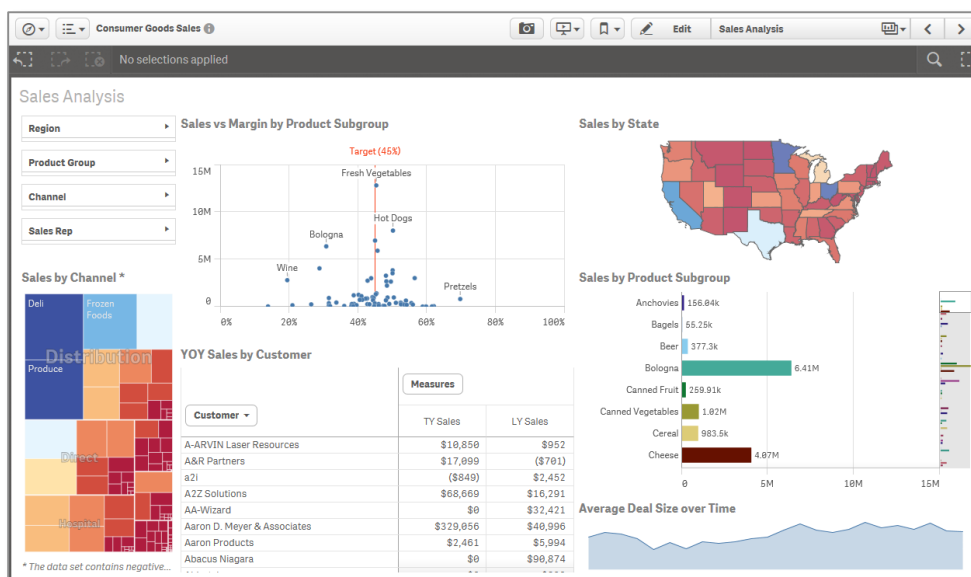 Consumer Goods Sales
Edit
Sales Analysis
No selections applied
Sales Analysis
Region
Product Group
Channel
Sales Rep
Sales by Channel *
Deli
Frozen
Foods
Distribution
Produce
Direct
Hospital
* The data set contains negative...
Sales vs Margin by Product Subgroup
Target (45%)
Fresh Vegetables
Hot Dogs
Bologna
Wine
Pretzels
15M
10M
5M
0
0% 20% 40% 60% 80% 100%
YOY Sales by Customer
Measures
Customer
TY Sales LY Sales
A-ARVIN Laser Resources $10,850 $952
A&R Partners $17,099 ($701)
a2i ($849) $2,452
A2Z Solutions $68,669 $16,291
AA-Wizard $0 $32,421
Aaron D. Meyer & Associates $329,056 $40,996
Aaron Products $2,461 $5,994
Abacus Niagara $0 $90,874
Sales by State
Sales by Product Subgroup
Anchovies 156.04k
Bagels 55.25k
Beer 377.3k
Bologna 6.41M
Canned Fruit 259.91k
Canned Vegetables 1.02M
Cereal 983.5k
Cheese 4.07M
0 5M 10M 15M
Average Deal Size over Time